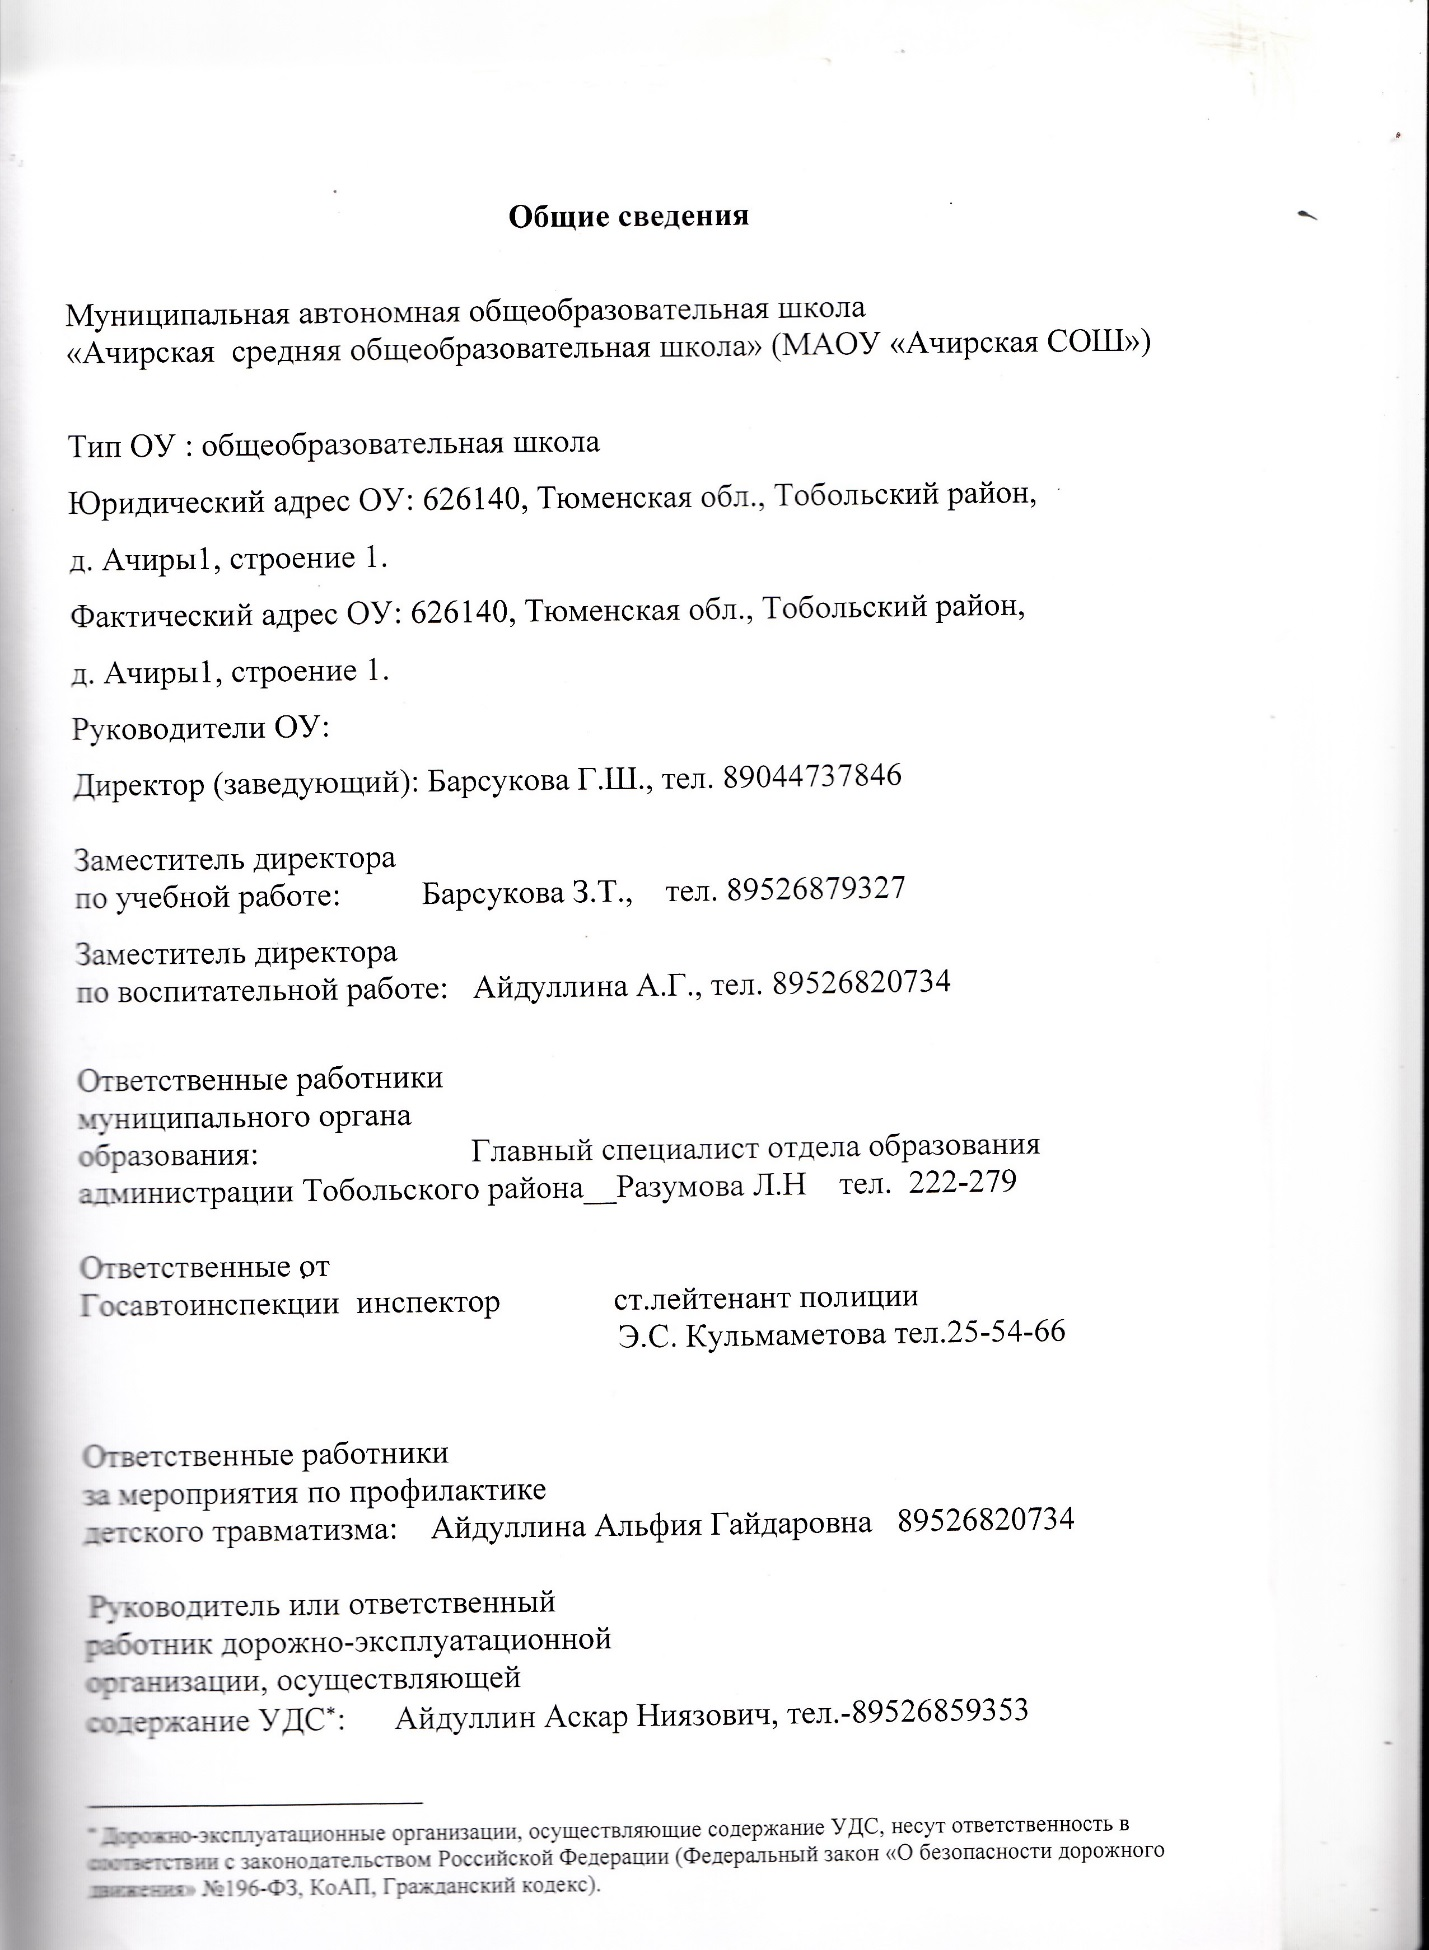 Общие сведения
Муниципальная автономная общеобразовательная школа
«Ачирская средняя общеобразовательная школа» (МАОУ «Ачирская СОШ»)
Тип ОУ : общеобразовательная школа
Юридический адрес ОУ: 626140, Тюменская обл., Тобольский район,
д. Ачиры1, строение 1.
Фактический адрес ОУ: 626140, Тюменская обл., Тобольский район,
д. Ачиры1, строение 1.
Руководители ОУ:
Директор (заведующий): Барсукова Г.Ш., тел. 89044737846
Заместитель директора
по учебной работе: Барсукова З.Т., тел. 89526879327
Заместитель директора
по воспитательной работе: Айдуллина А.Г., тел. 89526820734
Ответственные работники
муниципального органа
образования: Главный специалист отдела образования
администрации Тобольского района__Разумова Л.Н тел. 222-279
Ответственные от
Госавтоинспекции инспектор ст.лейтенант полиции
Э.С. Кульмаметова тел.25-54-66
Ответственные работники
за мероприятия по профилактике
детского травматизма: Айдуллина Альфия Гайдаровна 89526820734
Руководитель или ответственный
работник дорожно-эксплуатационной
организации, осуществляющей
содержание УДС*: Айдуллин Аскар Ниязович, тел.-89526859353
* Дорожно-эксплуатационные организации, осуществляющие содержание УДС, несут ответственность в
соответствии с законодательством Российской Федерации (Федеральный закон «О безопасности дорожного
движения» №196-ФЗ, КоАП, Гражданский кодекс).